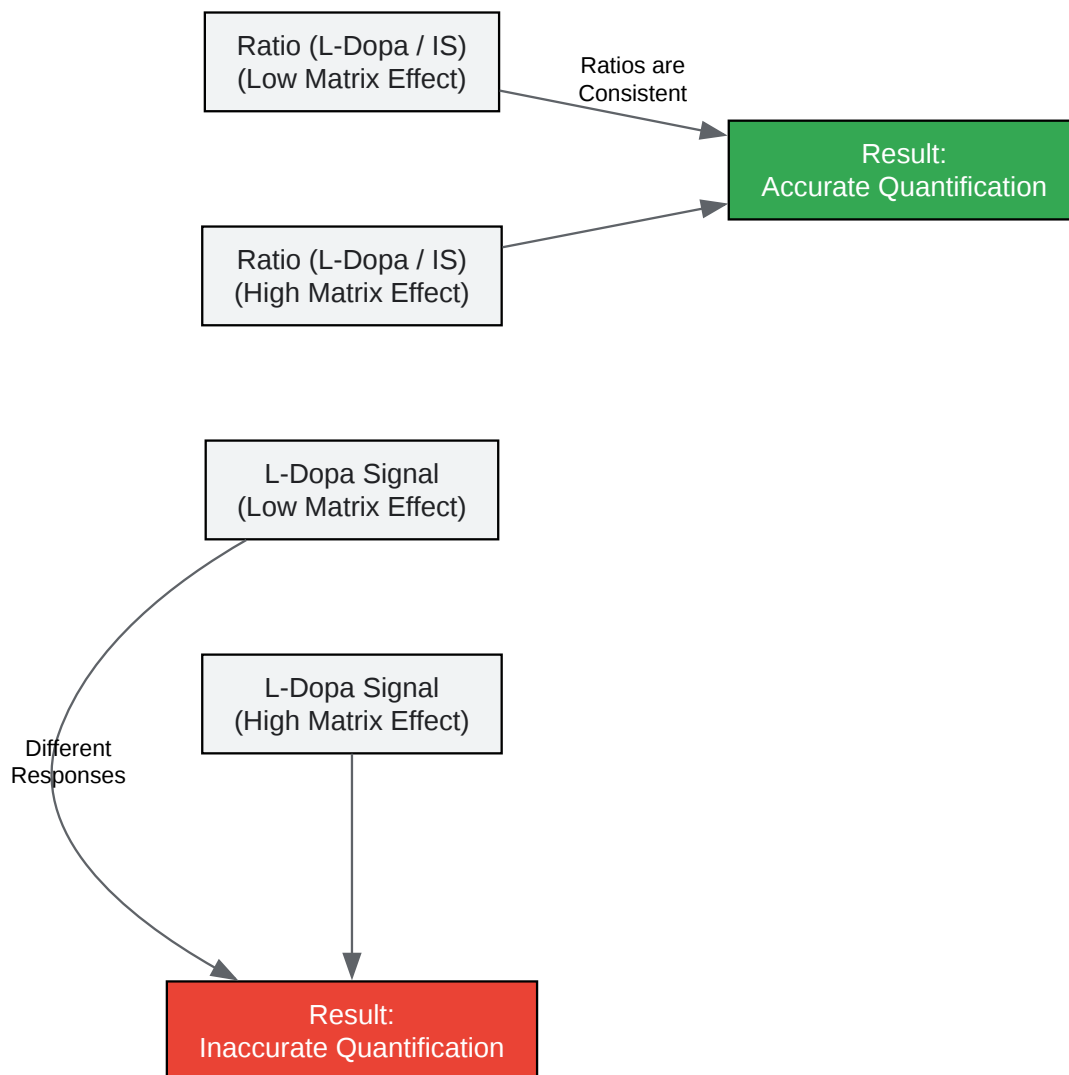 Ratio (L-Dopa / IS)
(Low Matrix Effect)
Ratios are
Consistent
Result:
Accurate Quantification
Ratio (L-Dopa / IS)
(High Matrix Effect)
L-Dopa Signal
(Low Matrix Effect)
L-Dopa Signal
(High Matrix Effect)
Different
Responses
Result:
Inaccurate Quantification